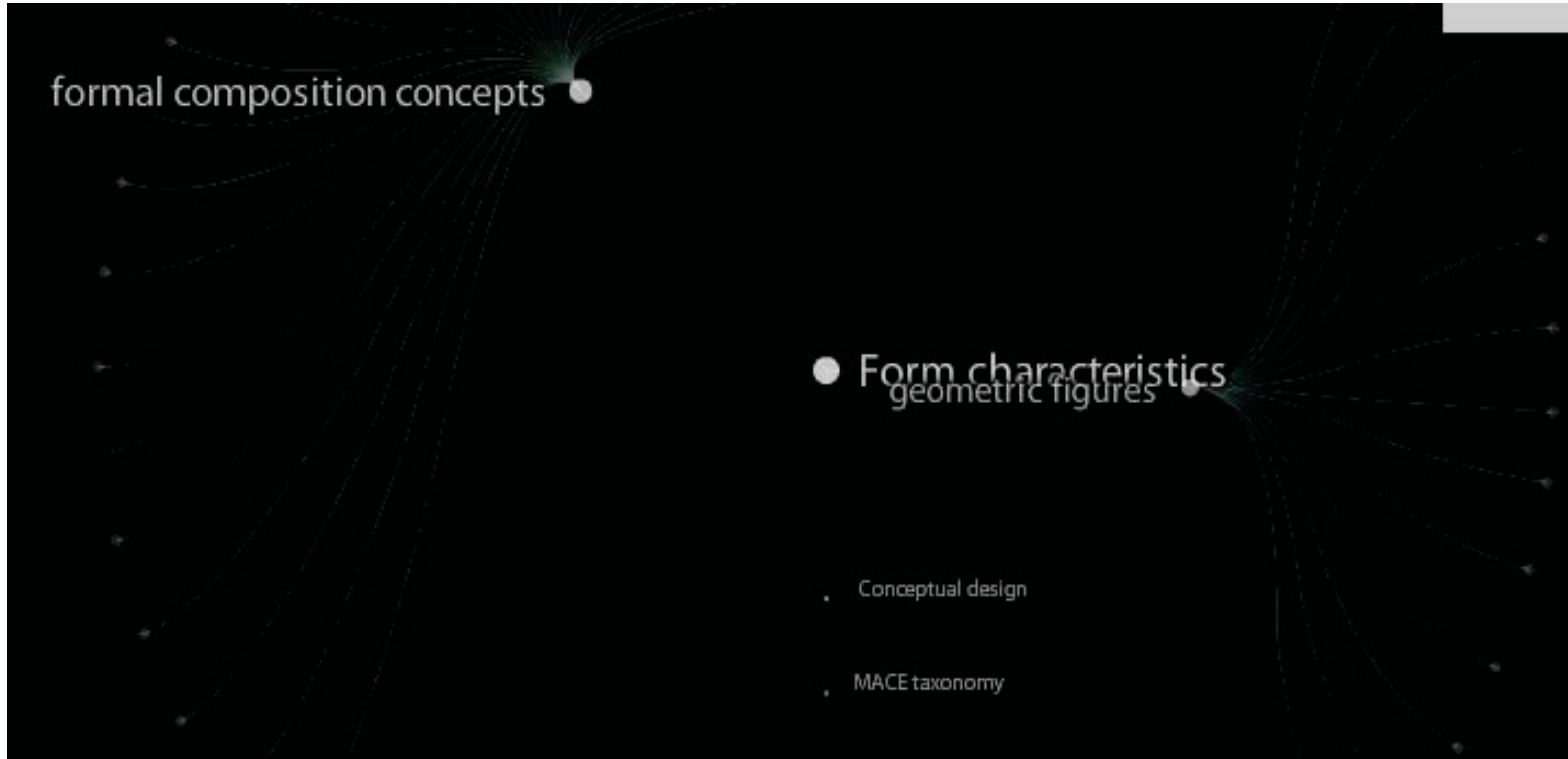 formal composition concepts
Form characteristics
geometric figures
Conceptual design
MACE taxonomy